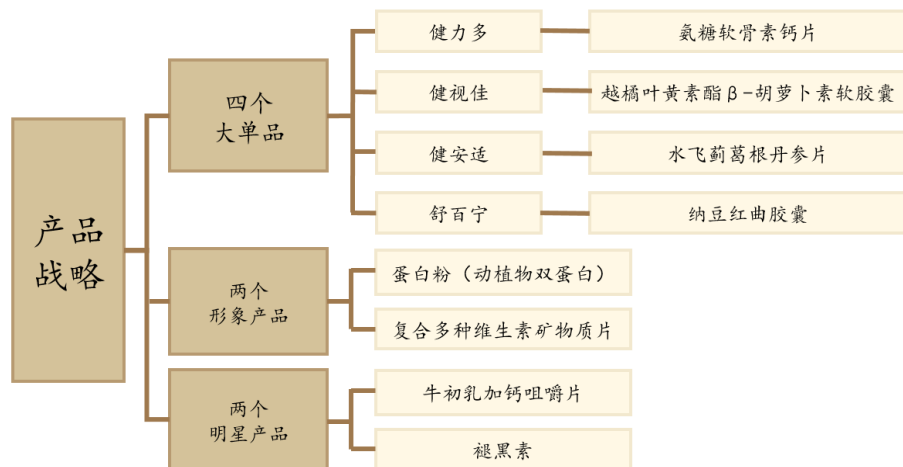 产品
战略
四个
大单品
健力多
氨糖软骨素钙片
健视佳
越橘叶黄素酯β-胡萝卜素软胶囊
健安适
水飞蓟葛根丹参片
舒百宁
纳豆红曲胶囊
两个
形象产品
蛋白粉（动植物双蛋白）
复合多种维生素矿物质片
两个
明星产品
牛初乳加钙咀嚼片
褪黑素